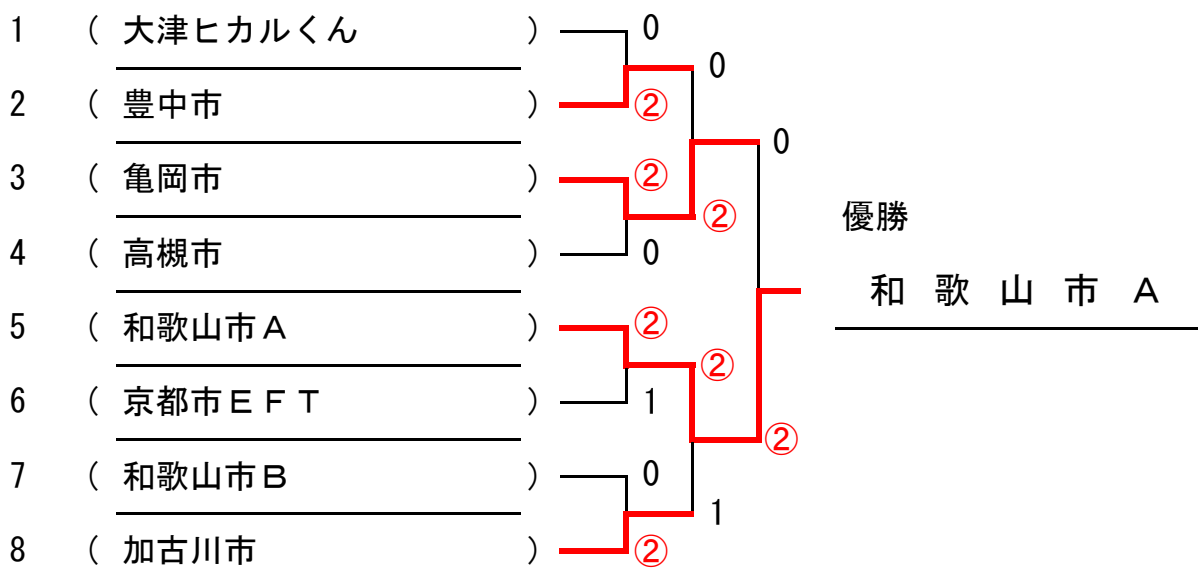 1 ( 大津ヒカルくん ) 0
0
2 ( 豊中市 ) ②
0
3 ( 亀岡市 ) ②
②
優勝
4 ( 高槻市 ) 0
和歌山市A
5 ( 和歌山市A ) ②
②
6 ( 京都市EFT ) 1
②
7 ( 和歌山市B ) 0
1
8 ( 加古川市 ) ②